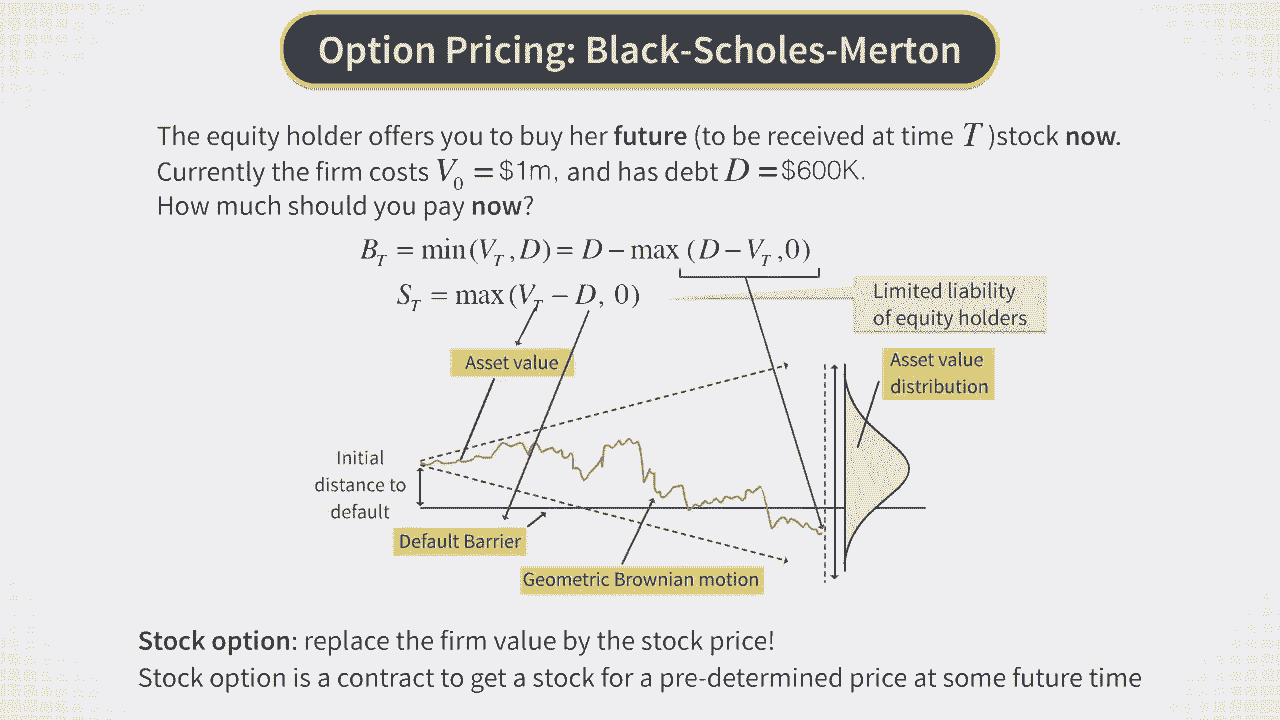 Option Pricing: Black-Scholes-Merton
The equity holder offers you to buy her future (to be received at time T )stock now.
Currently the firm costs V₀ = $1m, and has debt D = $600K.
How much should you pay now?
B_T = min(V_T , D) = D − max (D − V_T ,0)
S_T = max(V_T − D, 0)
Limited liability
of equity holders
Asset value
Asset value
distribution
Initial
distance to
default
Default Barrier
Geometric Brownian motion
Stock option: replace the firm value by the stock price!
Stock option is a contract to get a stock for a pre-determined price at some future time